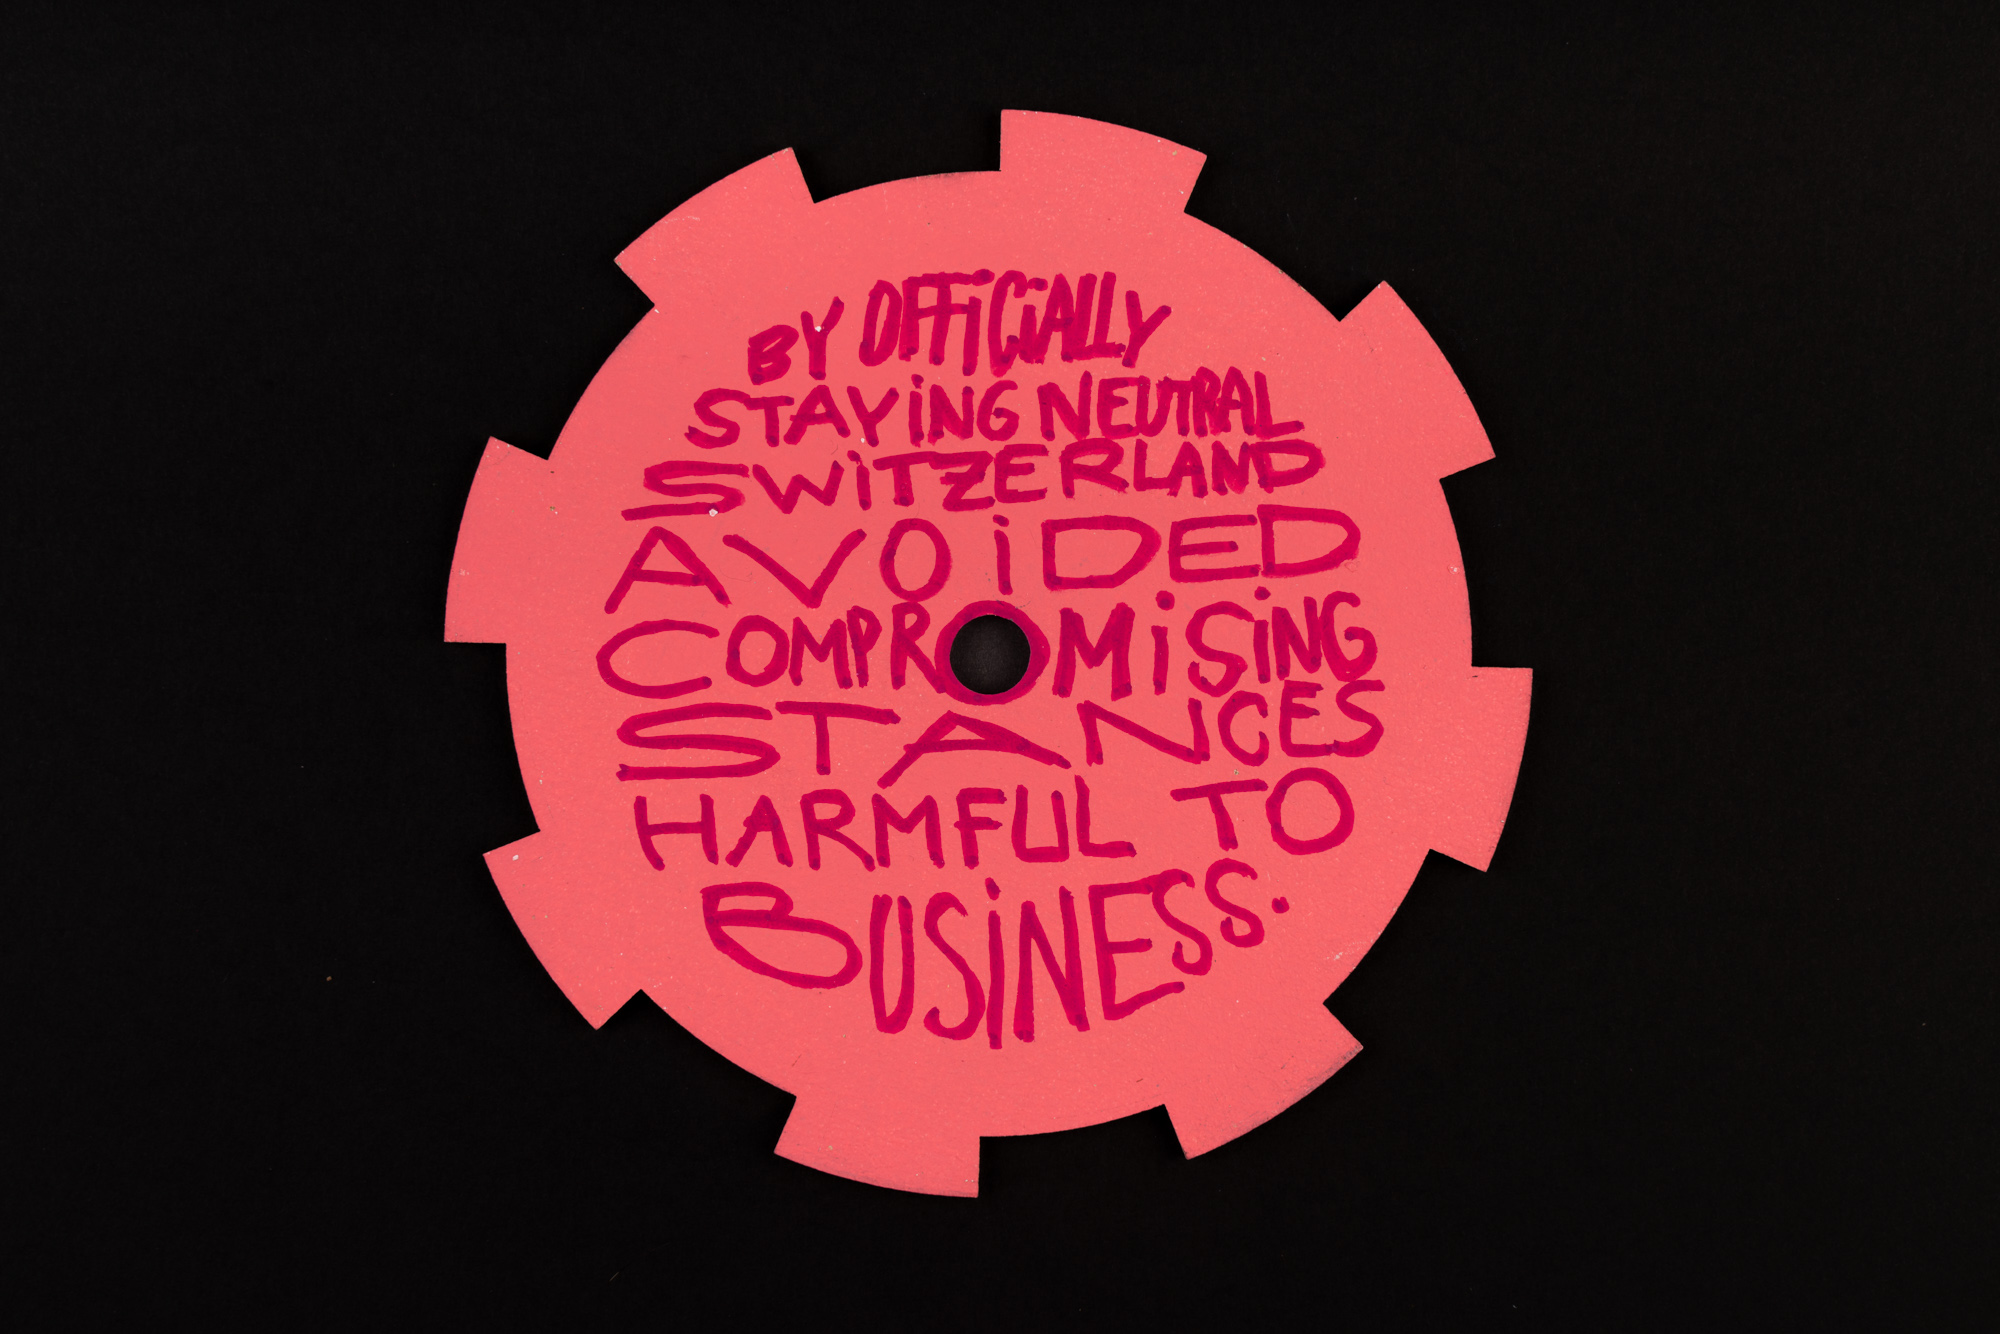 BY OFFiCiALLY
STAYiNG NEUTRAL
SWiTZERLAND
AVOiDED
COMPROMiSiNG
STANCES
HARMFUL TO
BUSiNESS.